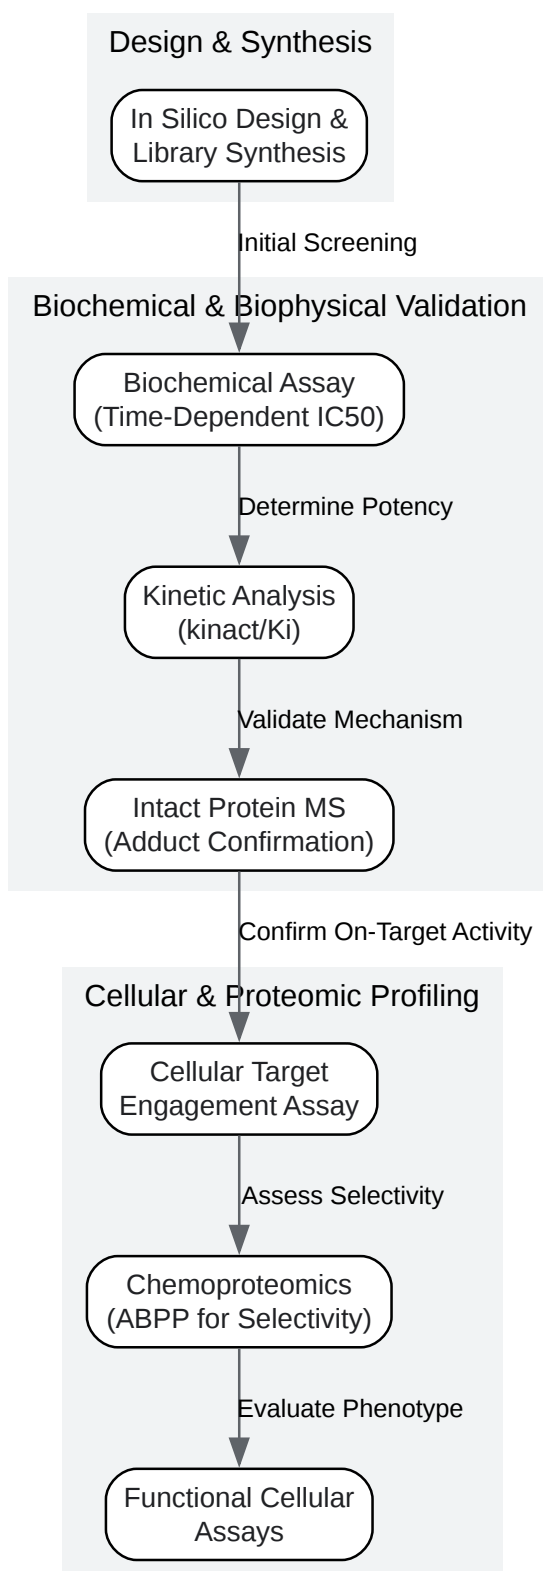 Design & Synthesis
In Silico Design &
Library Synthesis
Initial Screening
Biochemical & Biophysical Validation
Biochemical Assay
(Time-Dependent IC50)
Determine Potency
Kinetic Analysis
(kinact/Ki)
Validate Mechanism
Intact Protein MS
(Adduct Confirmation)
Confirm On-Target Activity
Cellular & Proteomic Profiling
Cellular Target
Engagement Assay
Assess Selectivity
Chemoproteomics
(ABPP for Selectivity)
Evaluate Phenotype
Functional Cellular
Assays